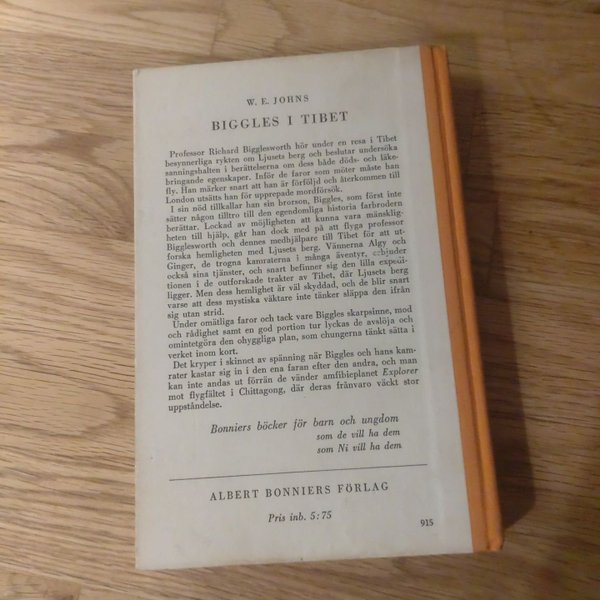 W. E. JOHNS
BIGGLES I TIBET
Professor Richard Bigglesworth hör under en resa i Tibet
besynnerliga rykten om Ljusets berg och beslutar undersöka
sanningshalten i berättelserna om dess både döds- och läke-
bringande egenskaper. Inför de faror som möter måste han
fly. Han märker snart att han är förföljd och återkommen till
London utsätts han för upprepade mordförsök.
I sin nöd tillkallar han sin brorson, Biggles, som först inte
sätter någon tilltro till den egendomliga historia farbrodern
berättar. Lockad av möjligheten att kunna vara mänsklig-
heten till hjälp, går han dock med på att flyga professor
Bigglesworth och dennes medhjälpare till Tibet för att ut-
forska hemligheten med Ljusets berg. Vännerna Algy och
Ginger, de trogna kamraterna i många äventyr, erbjuder
också sina tjänster, och snart befinner sig den lilla expedi-
tionen i de outforskade trakter av Tibet, där Ljusets berg
ligger. Men dess hemlighet är väl skyddad, och de blir snart
varse att dess mystiska väktare inte tänker släppa den ifrån
sig utan strid.
Under omätliga faror och tack vare Biggles skarpsinne, mod
och rådighet samt en god portion tur lyckas de avslöja och
omintetgöra den ohyggliga plan, som chungerna tänkt sätta i
verket inom kort.
Det kryper i skinnet av spänning när Biggles och hans kam-
rater kastar sig in i den ena faran efter den andra, och man
kan inte andas ut förrän de vänder amfibieplanet Explorer
mot flygfältet i Chittagong, där deras frånvaro väckt stor
uppståndelse.
Bonniers böcker för barn och ungdom
som de vill ha dem
som Ni vill ha dem
ALBERT BONNIERS FÖRLAG
Pris inb. 5:75
915